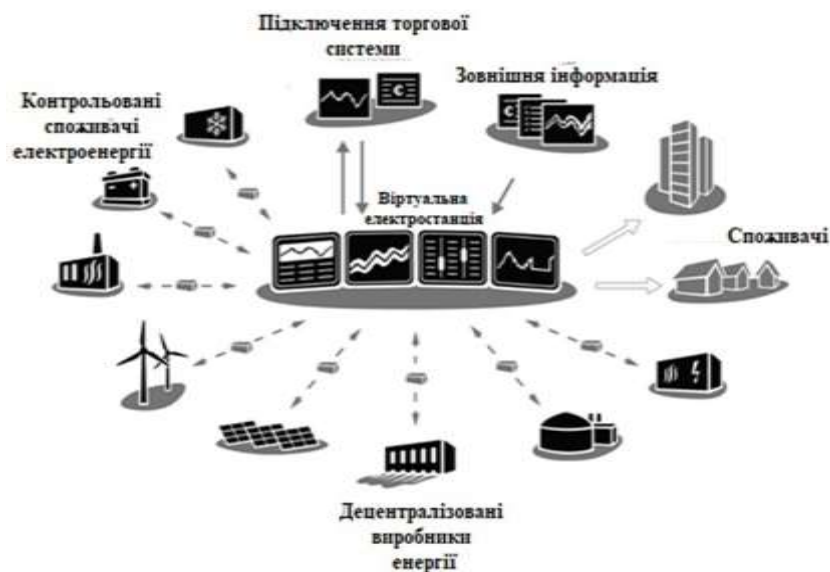 Підключення торгової
системи
Зовнішня інформація
Контрольовані
споживачі
електроенергії
Віртуальна
електростанція
Споживачі
Децентралізовані
виробники
енергії